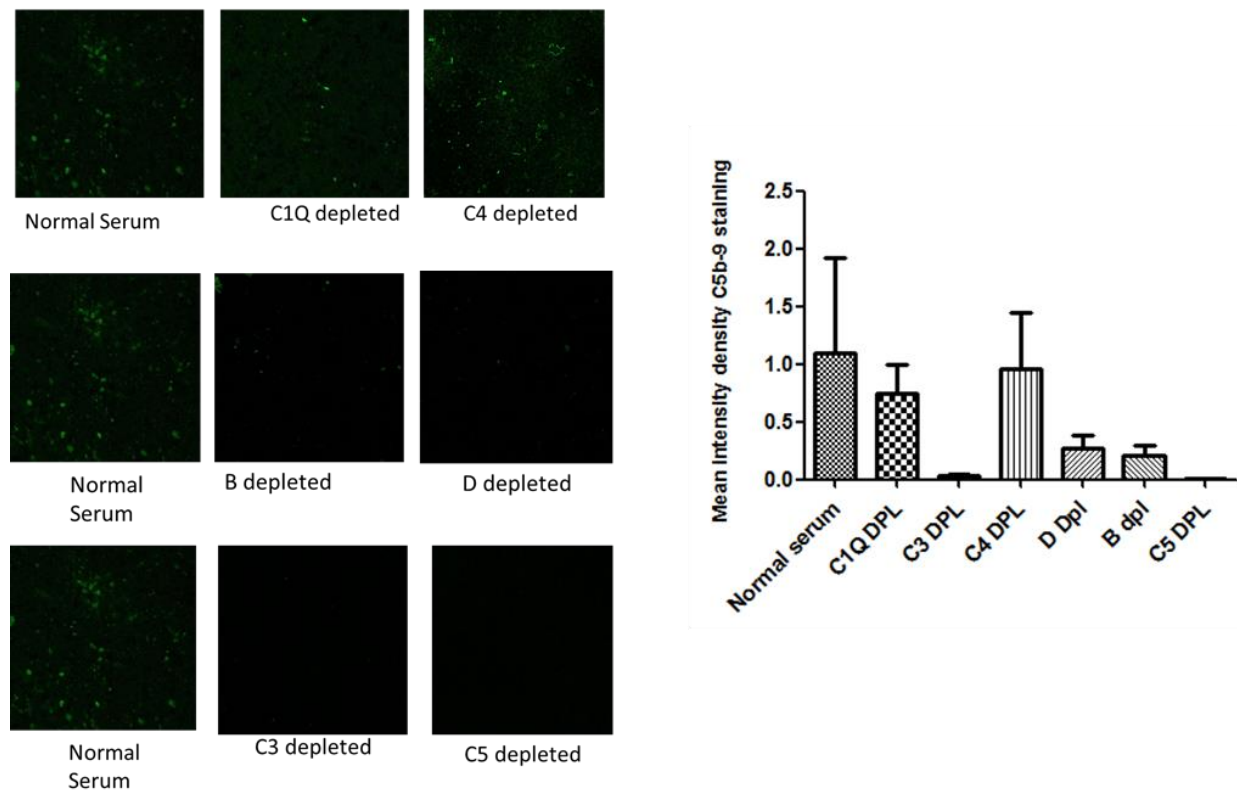 Normal Serum
C1Q depleted
C4 depleted
Normal
Serum
B depleted
D depleted
Normal
Serum
C3 depleted
C5 depleted
Mean Intensity density C5b-9 staining
2.5
2.0
1.5
1.0
0.5
0.0
Normal serum
C1Q DPL
C3 DPL
C4 DPL
D Dpl
B dpl
C5 DPL